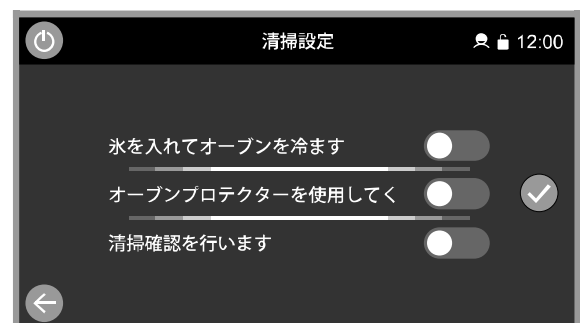 清掃設定
12:00
氷を入れてオーブンを冷ます
オーブンプロテクターを使用してく
清掃確認を行います